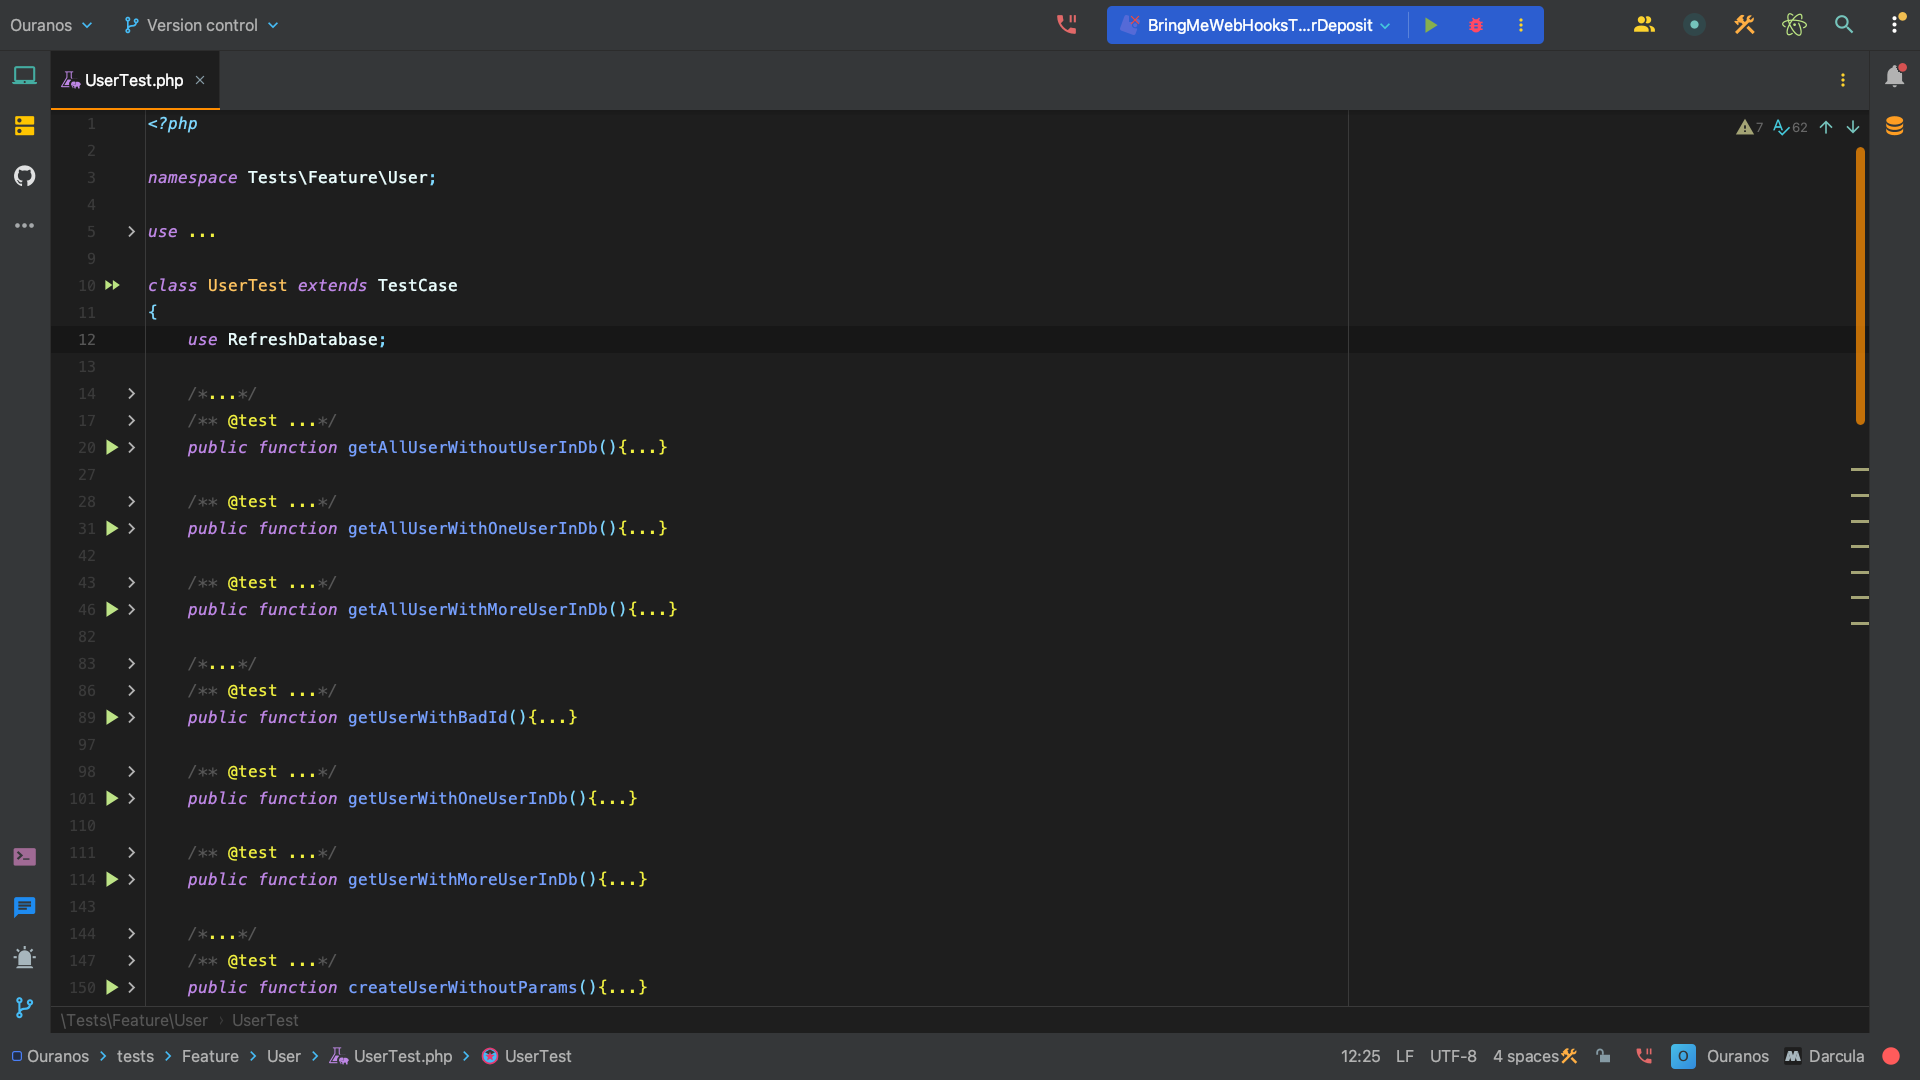 Ouranos Version control BringMeWebHooksT...rDeposit
UserTest.php
1 <?php 7 62
2
3 namespace Tests\Feature\User;
4
5 use ...
9
10 class UserTest extends TestCase
11 {
12 use RefreshDatabase;
13
14 /*...*/
17 /** @test ...*/
20 public function getAllUserWithoutUserInDb(){...}
27
28 /** @test ...*/
31 public function getAllUserWithOneUserInDb(){...}
42
43 /** @test ...*/
46 public function getAllUserWithMoreUserInDb(){...}
82
83 /*...*/
86 /** @test ...*/
89 public function getUserWithBadId(){...}
97
98 /** @test ...*/
101 public function getUserWithOneUserInDb(){...}
110
111 /** @test ...*/
114 public function getUserWithMoreUserInDb(){...}
143
144 /*...*/
147 /** @test ...*/
150 public function createUserWithoutParams(){...}
\Tests\Feature\User › UserTest
Ouranos > tests > Feature > User > UserTest.php > UserTest 12:25 LF UTF-8 4 spaces O Ouranos Darcula